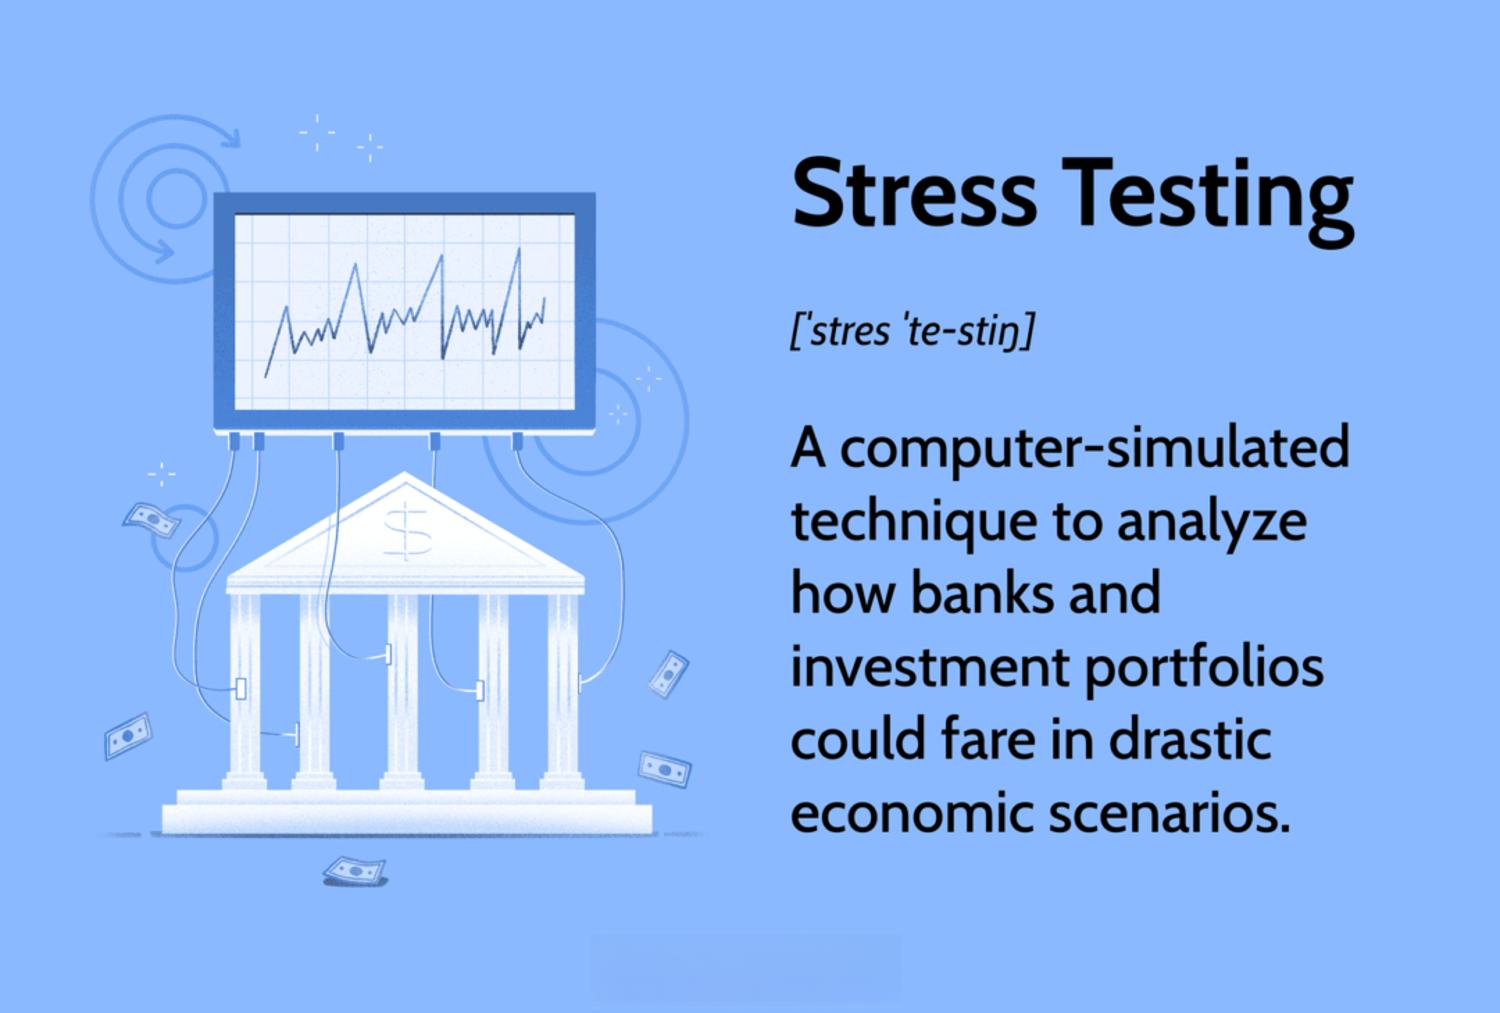 Stress Testing
[ˈstres ˈte-stiŋ]
A computer-simulated
technique to analyze
how banks and
investment portfolios
could fare in drastic
economic scenarios.
$